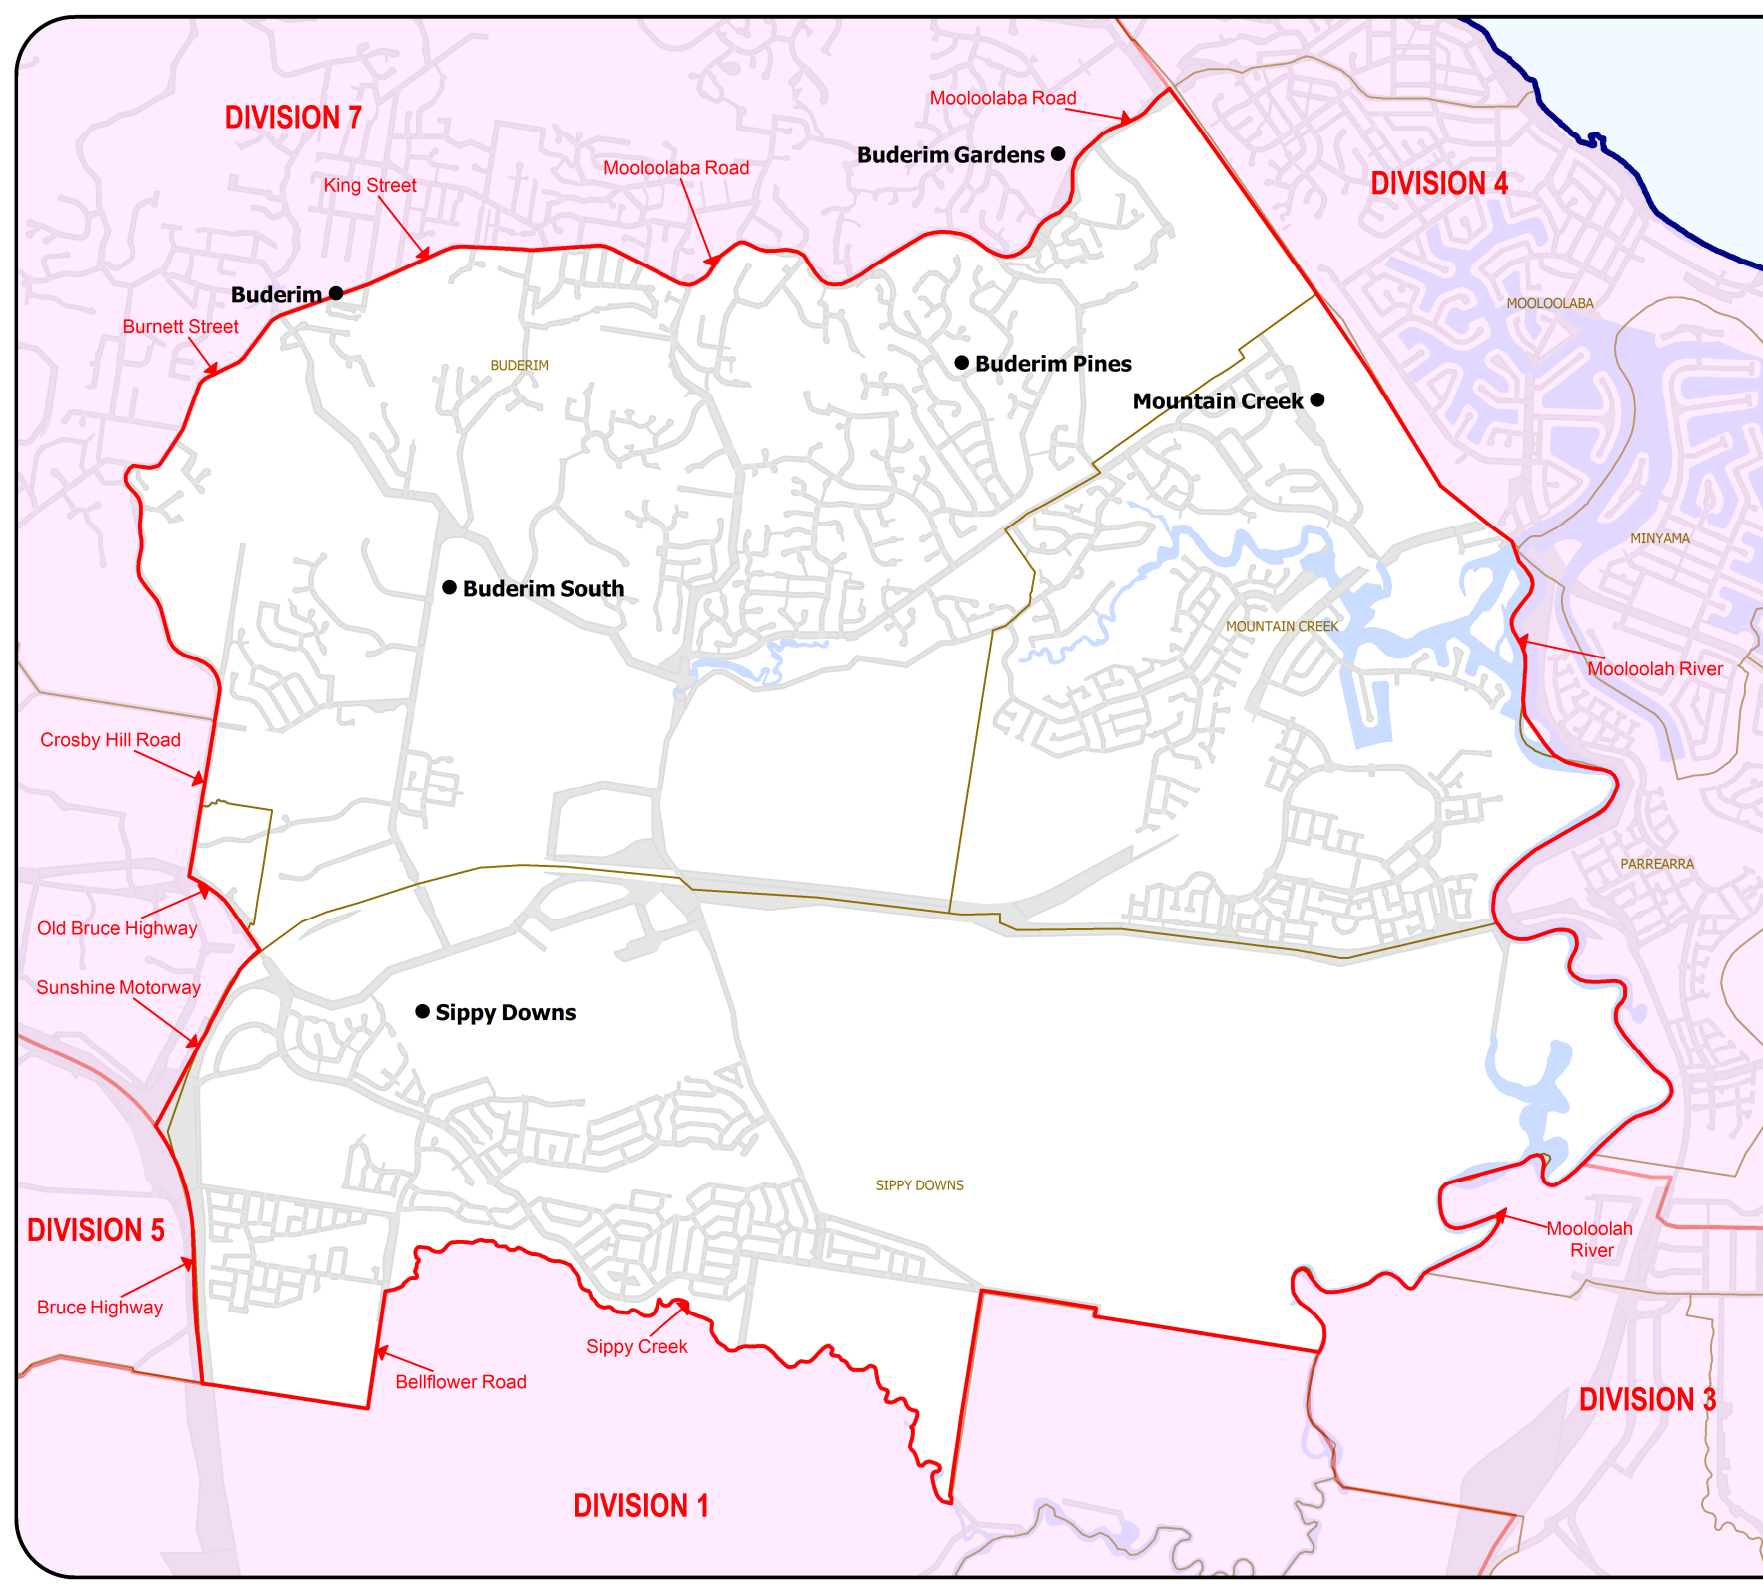 Mooloolaba Road
DIVISION 7
Buderim Gardens
Mooloolaba Road
King Street
DIVISION 4
Buderim
MOOLOOLABA
Burnett Street
BUDERIM
Buderim Pines
Mountain Creek
MINYAMA
Buderim South
MOUNTAIN CREEK
Mooloolah River
Crosby Hill Road
PARREARRA
Old Bruce Highway
Sunshine Motorway
Sippy Downs
SIPPY DOWNS
DIVISION 5
Mooloolah
River
Bruce Highway
Sippy Creek
Bellflower Road
DIVISION 3
DIVISION 1